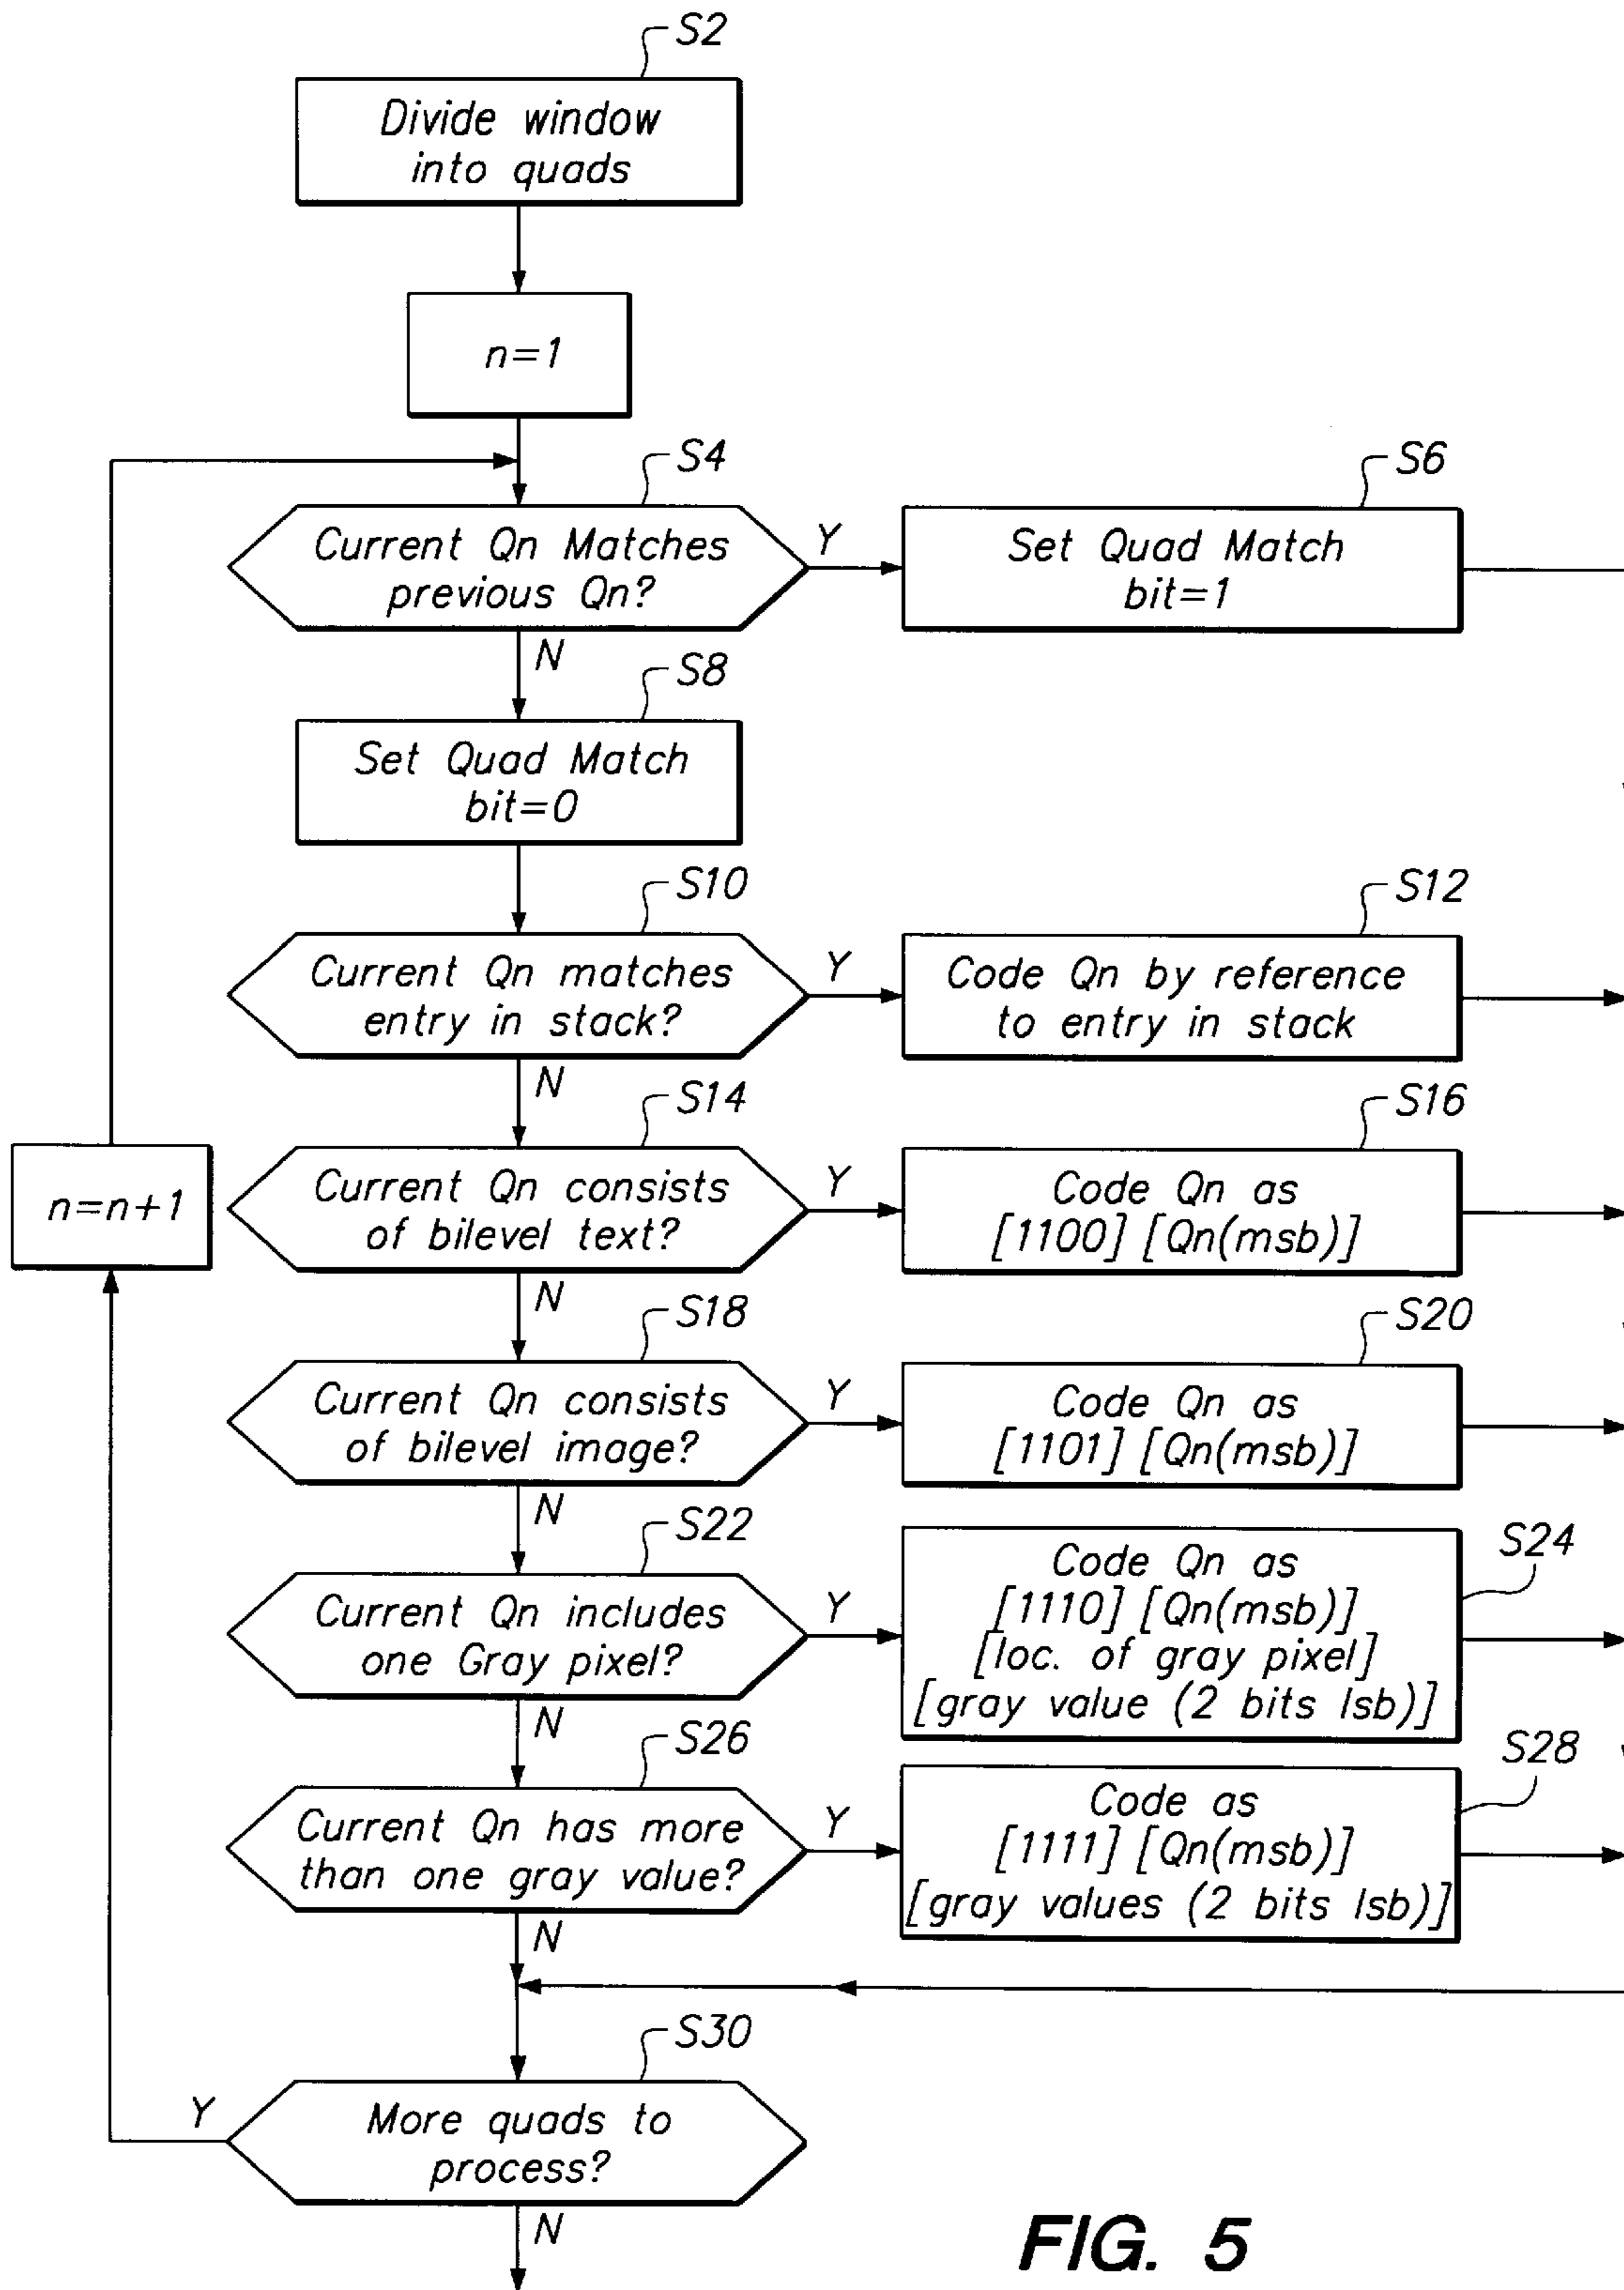 S2
Divide window
into quads
n=1
S4
Current Qn Matches
previous Qn?
Y
N
S6
Set Quad Match
bit=1
S8
Set Quad Match
bit=0
S10
Current Qn matches
entry in stack?
Y
N
S12
Code Qn by reference
to entry in stack
S14
Current Qn consists
of bilevel text?
Y
N
S16
Code Qn as
[1100] [Qn(msb)]
n=n+1
S18
Current Qn consists
of bilevel image?
Y
N
S20
Code Qn as
[1101] [Qn(msb)]
S22
Current Qn includes
one Gray pixel?
Y
N
S24
Code Qn as
[1110] [Qn(msb)]
[loc. of gray pixel]
[gray value (2 bits lsb)]
S26
Current Qn has more
than one gray value?
Y
N
S28
Code as
[1111] [Qn(msb)]
[gray values (2 bits lsb)]
S30
More quads to
process?
Y
N
FIG. 5